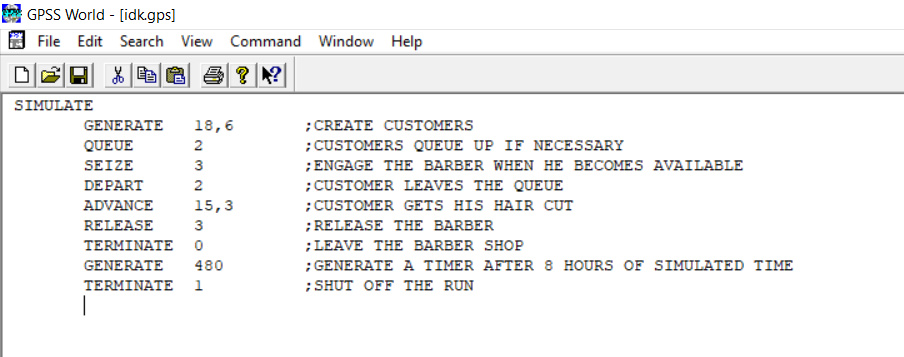 GPSS World - [idk.gps]
File Edit Search View Command Window Help
SIMULATE
GENERATE 18,6 ;CREATE CUSTOMERS
QUEUE 2 ;CUSTOMERS QUEUE UP IF NECESSARY
SEIZE 3 ;ENGAGE THE BARBER WHEN HE BECOMES AVAILABLE
DEPART 2 ;CUSTOMER LEAVES THE QUEUE
ADVANCE 15,3 ;CUSTOMER GETS HIS HAIR CUT
RELEASE 3 ;RELEASE THE BARBER
TERMINATE 0 ;LEAVE THE BARBER SHOP
GENERATE 480 ;GENERATE A TIMER AFTER 8 HOURS OF SIMULATED TIME
TERMINATE 1 ;SHUT OFF THE RUN